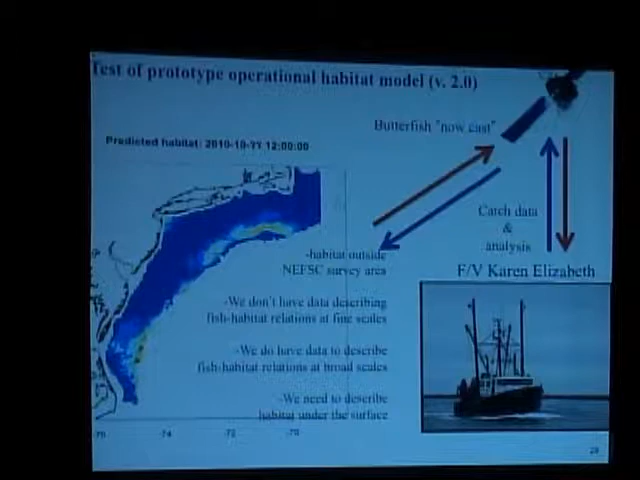 Test of prototype operational habitat model (v. 2.0)
Butterfish "now cast"
Predicted habitat: 2010-10-?? 12:00:00
Catch data
&
analysis
-habitat outside
NEFSC survey area
F/V Karen Elizabeth
-We don't have data describing
fish-habitat relations at fine scales
-We do have data to describe
fish-habitat relations at broad scales
-We need to describe
habitat under the surface
-76 -74 -72 -70